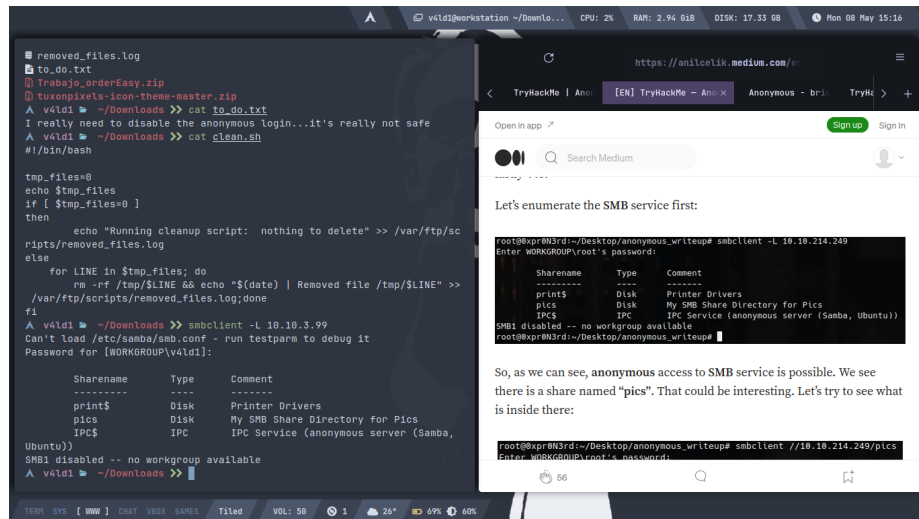 v4ld1@workstation ~/Downlo... CPU: 2% RAM: 2.94 GiB DISK: 17.33 GB Mon 08 May 15:16
removed_files.log
to_do.txt
Trabajo_orderEasy.zip
tuxonpixels-icon-theme-master.zip
v4ld1 ~/Downloads >> cat to_do.txt
I really need to disable the anonymous login...it's really not safe
v4ld1 ~/Downloads >> cat clean.sh
#!/bin/bash
tmp_files=0
echo $tmp_files
if [ $tmp_files=0 ]
then
echo "Running cleanup script:  nothing to delete" >> /var/ftp/sc
ripts/removed_files.log
else
for LINE in $tmp_files; do
rm -rf /tmp/$LINE && echo "$(date) | Removed file /tmp/$LINE" >>
/var/ftp/scripts/removed_files.log;done
fi
v4ld1 ~/Downloads >> smbclient -L 10.10.3.99
Can't load /etc/samba/smb.conf - run testparm to debug it
Password for [WORKGROUP\v4ld1]:
Sharename Type Comment
--------- ---- -------
print$ Disk Printer Drivers
pics Disk My SMB Share Directory for Pics
IPC$ IPC IPC Service (anonymous server (Samba,
Ubuntu))
SMB1 disabled -- no workgroup available
v4ld1 ~/Downloads >>
https://anilcelik.medium.com/en
TryHackMe | Anon [EN] TryHackMe — Anon × Anonymous - bri TryHa > +
Open in app Sign up Sign In
Search Medium
Let's enumerate the SMB service first:
root@0xpr0N3rd:~/Desktop/anonymous_writeup# smbclient -L 10.10.214.249
Enter WORKGROUP\root's password:
Sharename Type Comment
--------- ---- -------
print$ Disk Printer Drivers
pics Disk My SMB Share Directory for Pics
IPC$ IPC IPC Service (anonymous server (Samba, Ubuntu))
SMB1 disabled -- no workgroup available
root@0xpr0N3rd:~/Desktop/anonymous_writeup#
So, as we can see, anonymous access to SMB service is possible. We see
there is a share named "pics". That could be interesting. Let's try to see what
is inside there:
root@0xpr0N3rd:~/Desktop/anonymous_writeup# smbclient //10.10.214.249/pics
Enter WORKGROUP\root's password:
56
TERM SYS [ WWW ] CHAT VBOX GAMES Tiled VOL: 50 1 26° 69% 60%